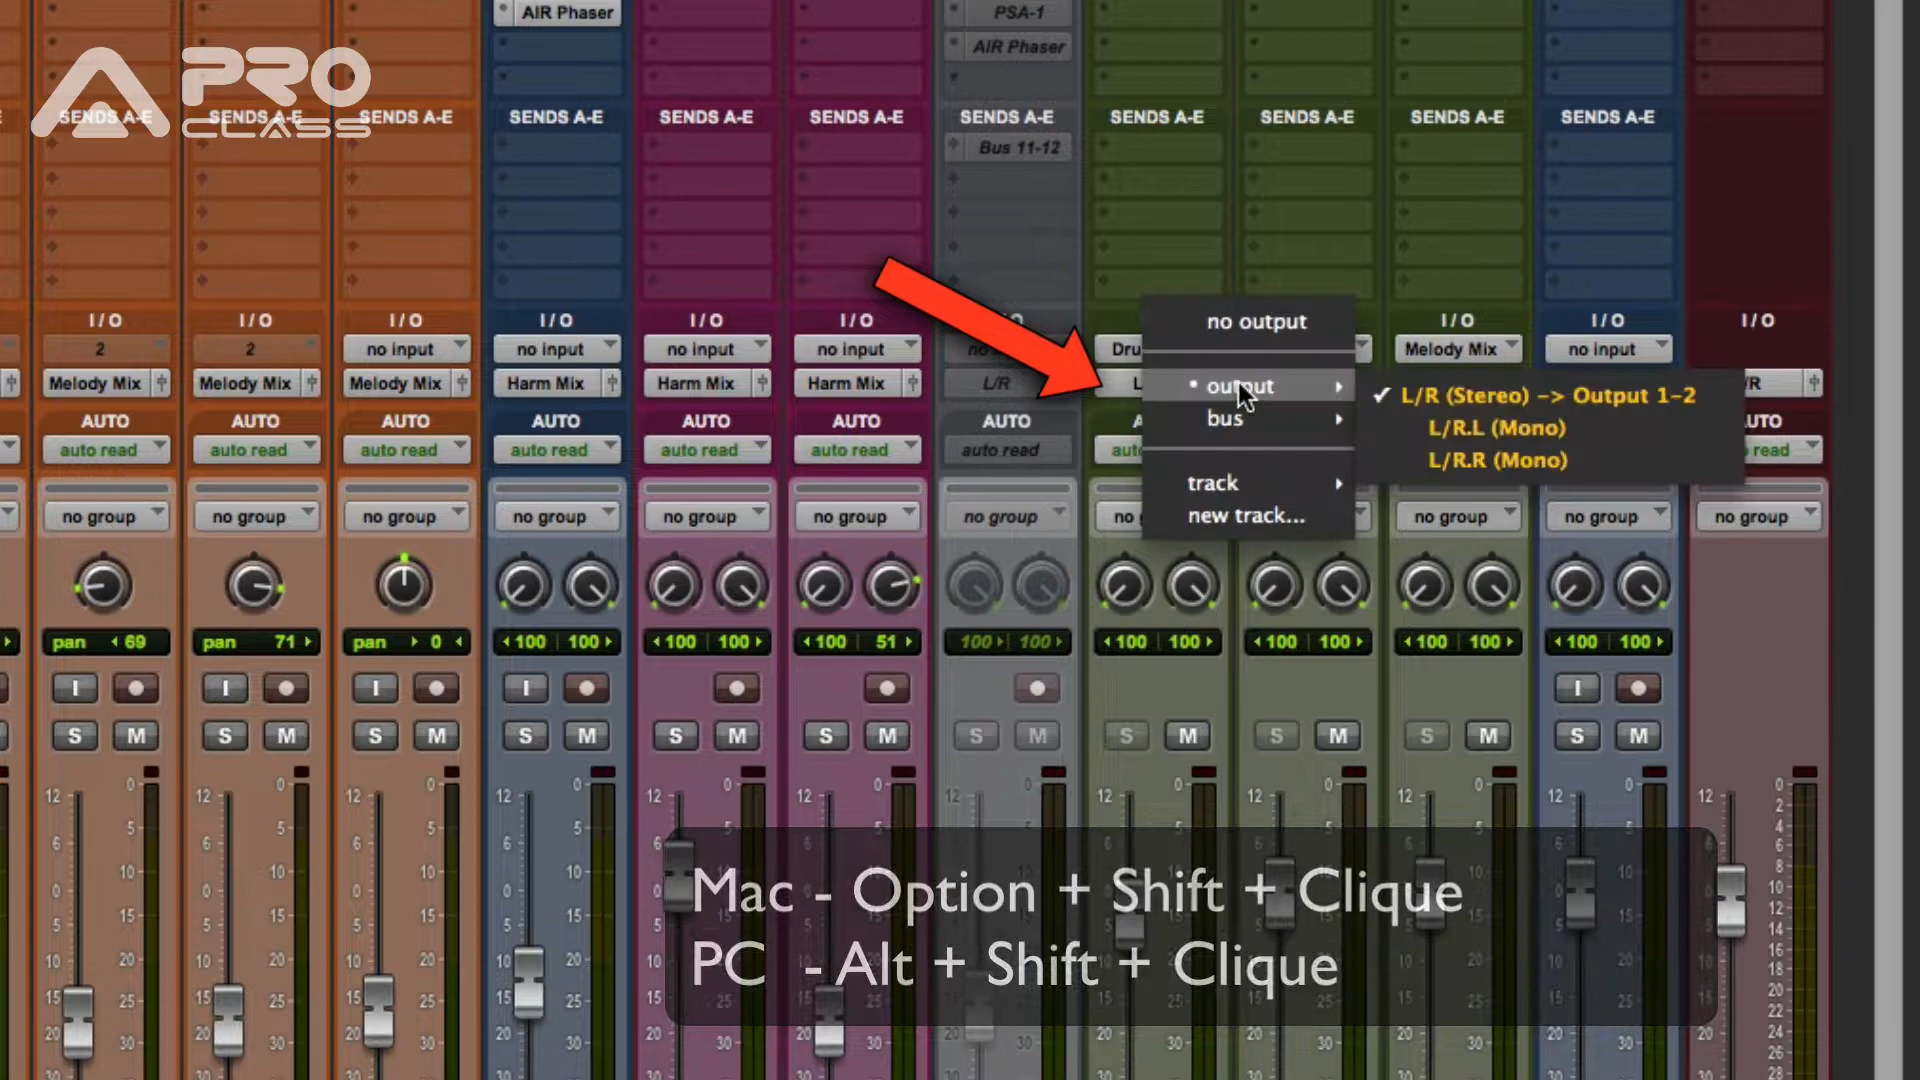 AIR Phaser
PSA-1
AIR Phaser
PRO
CLASS
SENDS A-E SENDS A-E SENDS A-E SENDS A-E SENDS A-E SENDS A-E SENDS A-E SENDS A-E SENDS A-E SENDS A-E SENDS A-E
Bus 11-12
I/O I/O I/O I/O I/O I/O I/O I/O I/O
no output
2 2 no input no input no input no input Dru Melody Mix no input
Melody Mix Melody Mix Melody Mix Harm Mix Harm Mix Harm Mix L/R L output
✓ L/R (Stereo) -> Output 1-2
bus
L/R.L (Mono)
L/R.R (Mono)
AUTO AUTO AUTO AUTO AUTO AUTO AUTO
auto read auto read auto read auto read auto read auto read auto read read
track
new track...
no group no group no group no group no group no group no group no no group no group no group
pan 69 pan 71 pan 0 100 100 100 100 100 51 100 100 100 100 100 100 100 100 100 100
I I I I I
S M S M S M S M S M S M S M S M S M S M S M
Mac - Option + Shift + Clique
PC - Alt + Shift + Clique